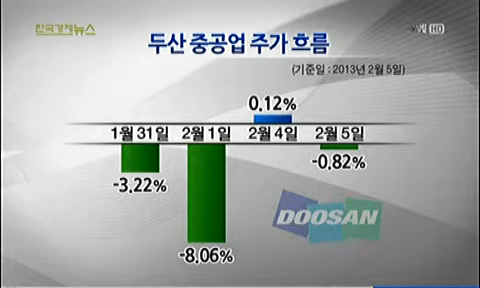 한국경제뉴스
HD
두산 중공업 주가 흐름
(기준일 : 2013년 2월 5일)
0.12%
1월 31일 2월 1일 2월 4일 2월 5일
-3.22%
-0.82%
-8.06%
DOOSAN